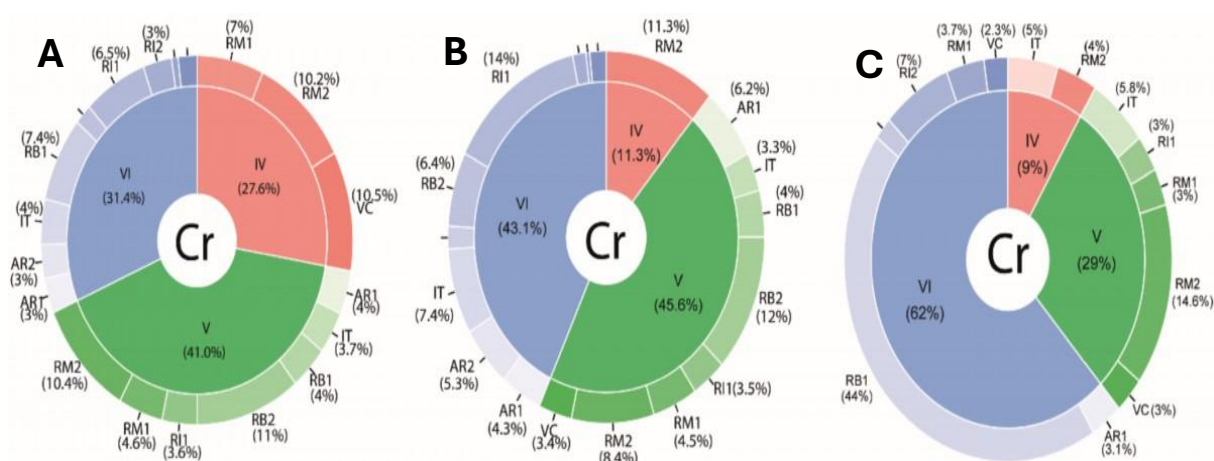 A
(7%)
RM1
(10.2%)
RM2
(10.5%)
VC
AR1
(4%)
IT
(3.7%)
RB1
(4%)
RB2
(11%)
RI1
(3.6%)
RM1
(4.6%)
RM2
(10.4%)
AR1
(3%)
AR2
(3%)
(4%)
IT
(7.4%)
RB1
(6.5%)
RI1
(3%)
RI2
VI
(31.4%)
IV
(27.6%)
V
(41.0%)
Cr
B
(11.3%)
RM2
(6.2%)
AR1
(3.3%)
IT
(4%)
RB1
RB2
(12%)
RI1(3.5%)
RM1
(4.5%)
RM2
(8.4%)
VC
(3.4%)
AR1
(4.3%)
AR2
(5.3%)
IT
(7.4%)
(6.4%)
RB2
(14%)
RI1
IV
(11.3%)
VI
(43.1%)
V
(45.6%)
Cr
C
(5%)
IT
(4%)
RM2
(5.8%)
IT
(3%)
RI1
RM1
(3%)
RM2
(14.6%)
VC(3%)
AR1
(3.1%)
RB1
(44%)
(7%)
RI2
(3.7%)
RM1
(2.3%)
VC
IV
(9%)
V
(29%)
VI
(62%)
Cr